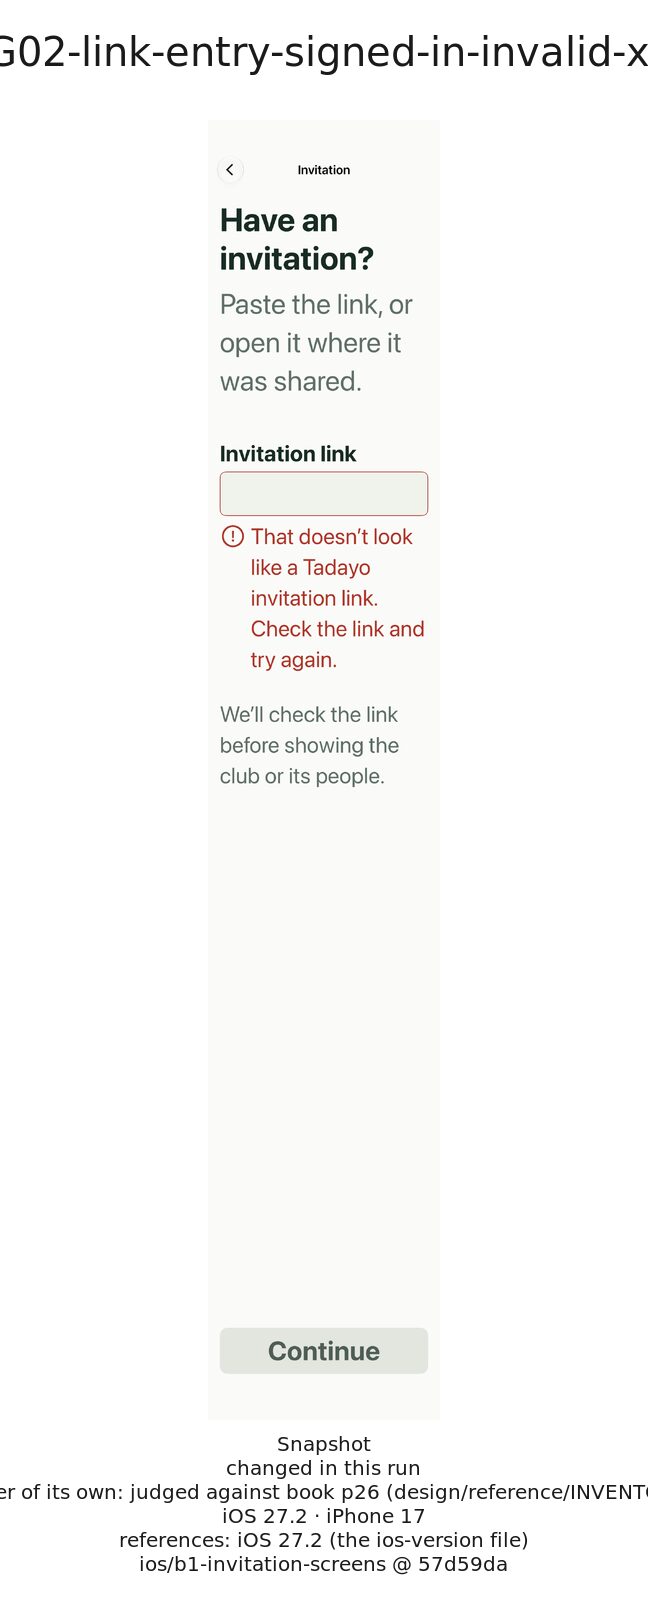 G02-link-entry-signed-in-invalid-x
Invitation
Have an
invitation?
Paste the link, or
open it where it
was shared.
Invitation link
That doesn’t look
like a Tadayo
invitation link.
Check the link and
try again.
We’ll check the link
before showing the
club or its people.
Continue
Snapshot
changed in this run
er of its own: judged against book p26 (design/reference/INVENTO
iOS 27.2 · iPhone 17
references: iOS 27.2 (the ios-version file)
ios/b1-invitation-screens @ 57d59da